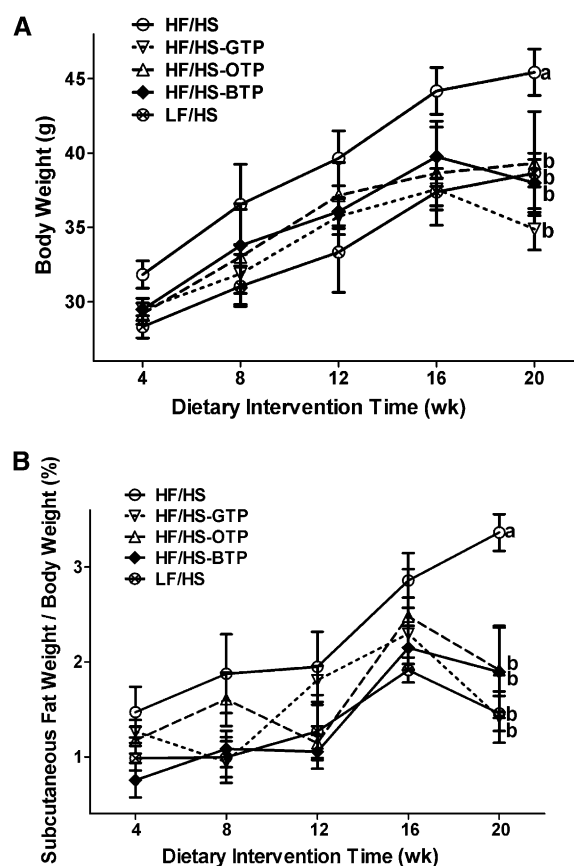 A
HF/HS
HF/HS-GTP
HF/HS-OTP
HF/HS-BTP
LF/HS
Body Weight (g)
45
40
35
30
a
b
b
b
b
4 8 12 16 20
Dietary Intervention Time (wk)
B
HF/HS
HF/HS-GTP
HF/HS-OTP
HF/HS-BTP
LF/HS
Subcutaneous Fat Weight / Body Weight (%)
3
2
1
a
b
b
b
b
4 8 12 16 20
Dietary Intervention Time (wk)